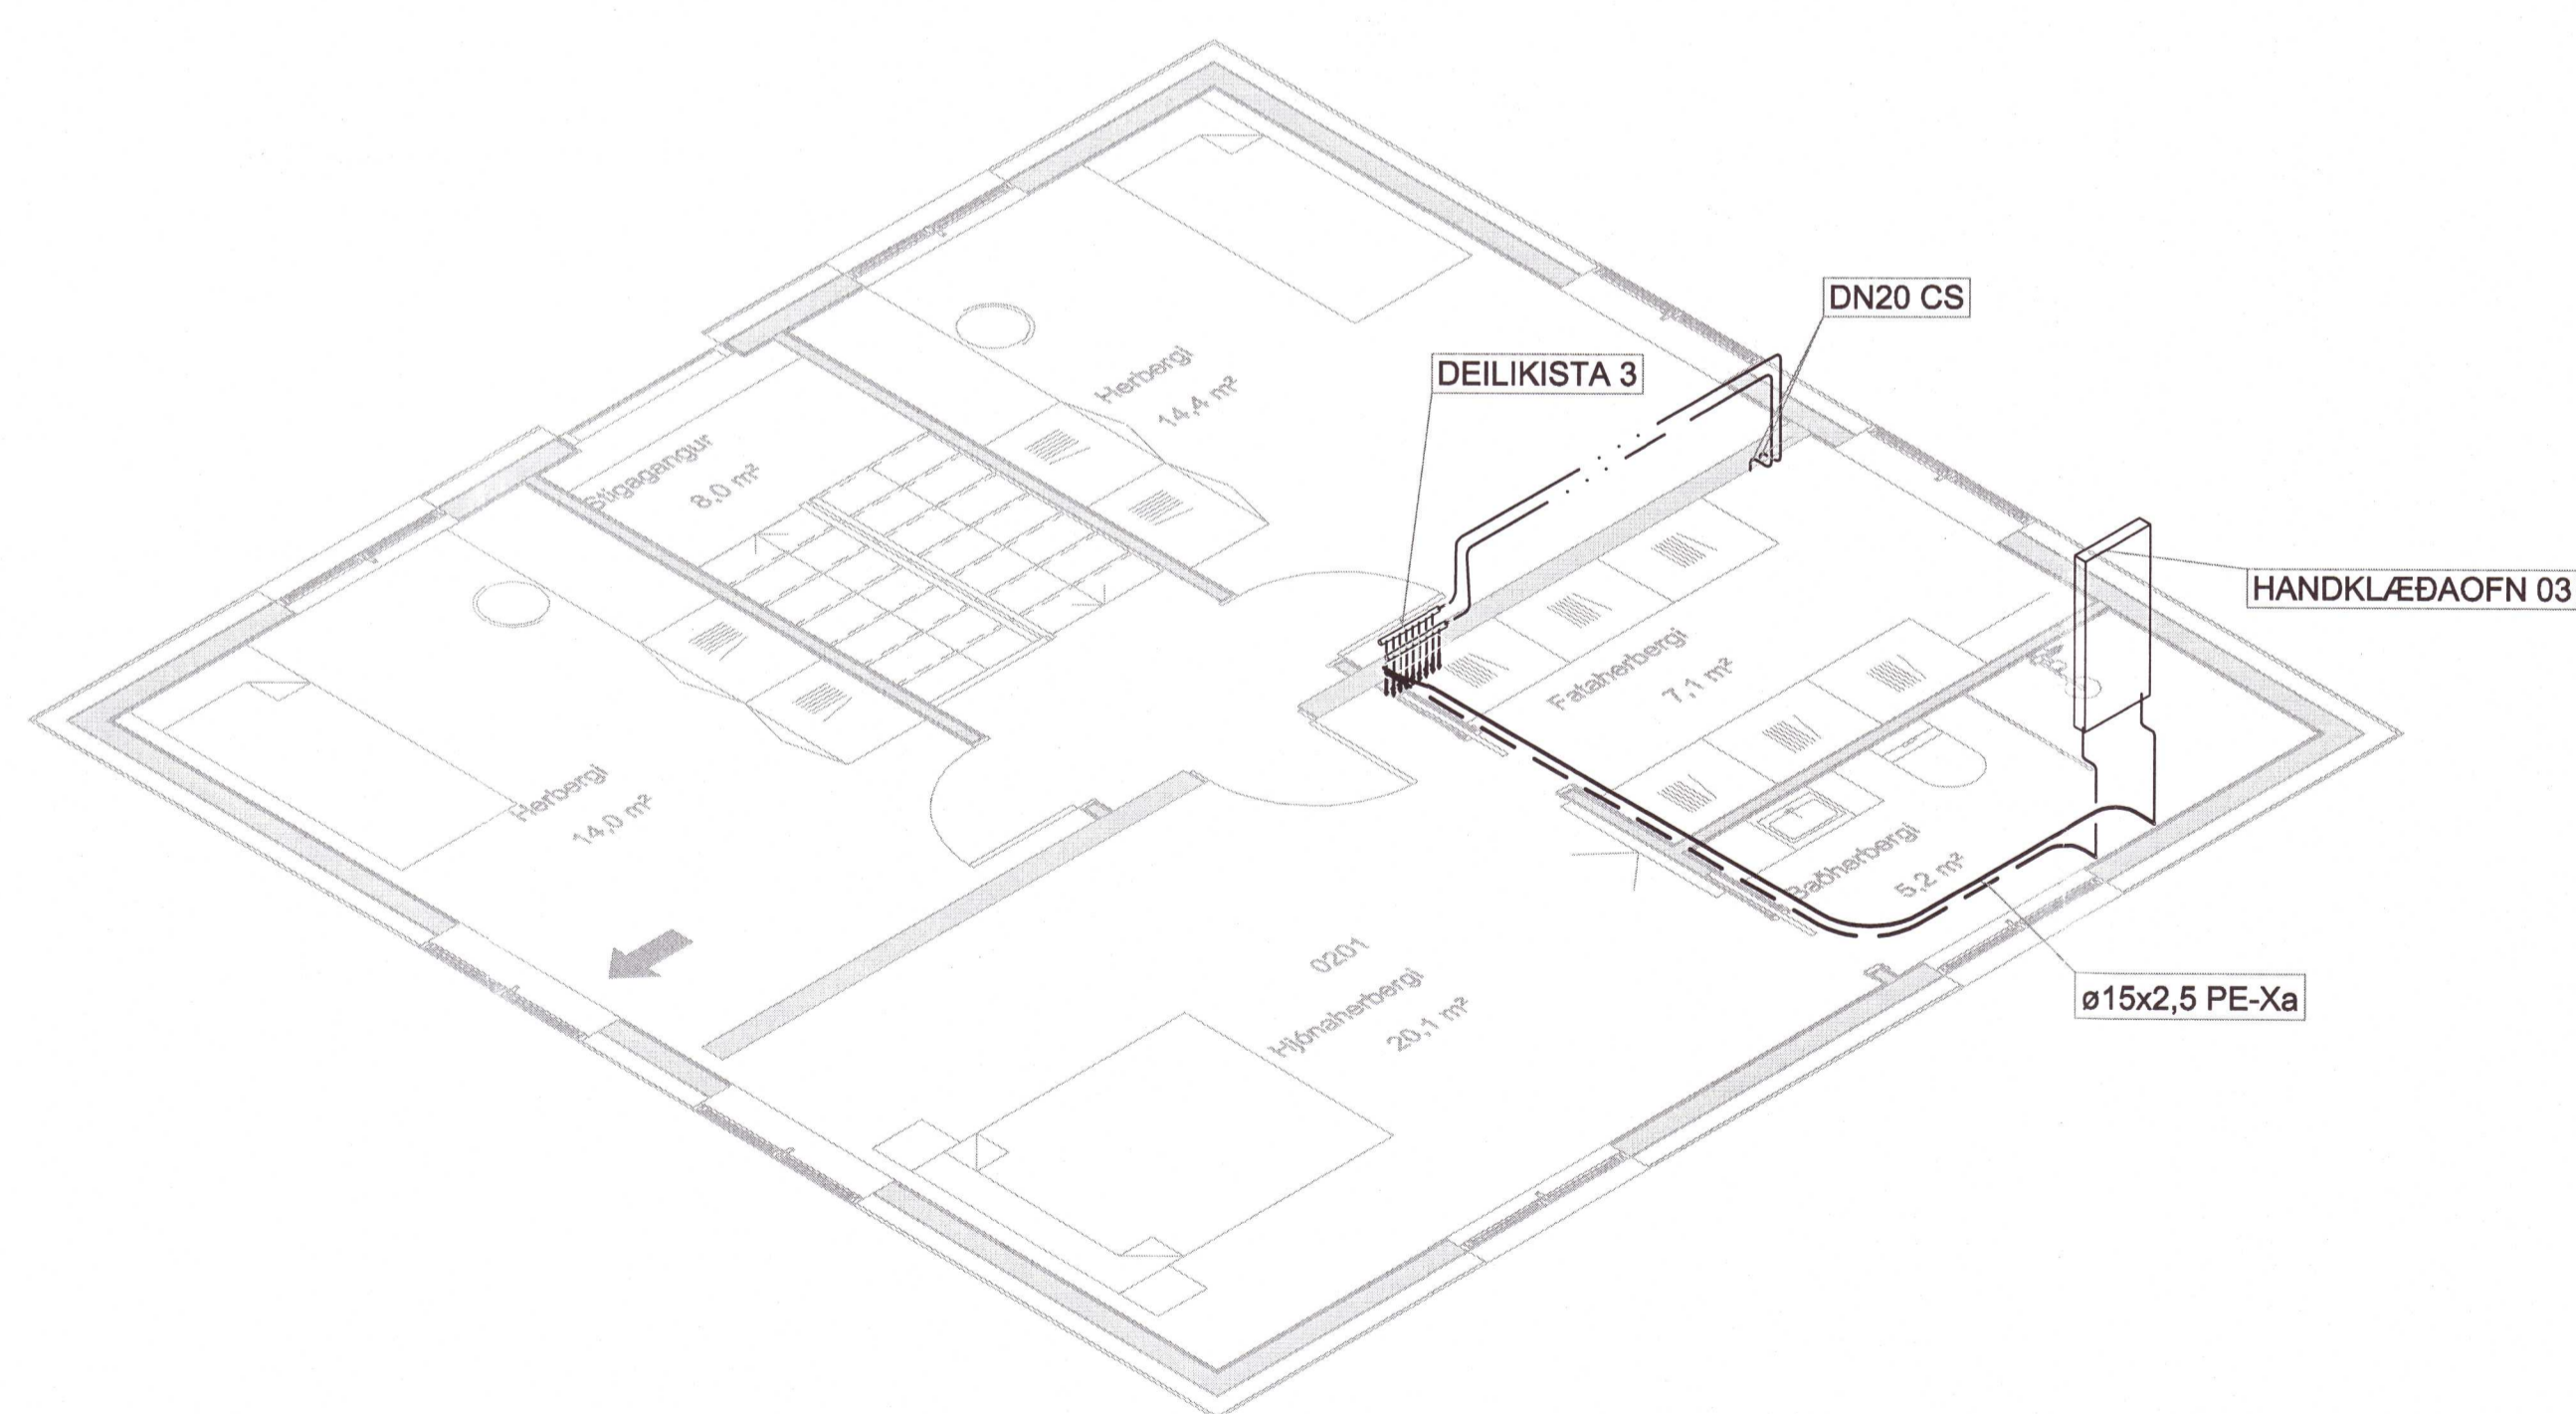 DN20 CS
DEILIKISTA 3
Herbergi
14,4 m²
Stigagangur
8,0 m²
HANDKLÆÐAOFN 03
Fataherbergi
7,1 m²
Herbergi
14,0 m²
Baðherbergi
5,2 m²
0201
Hjónaherbergi
20,1 m²
ø15x2,5 PE-Xa